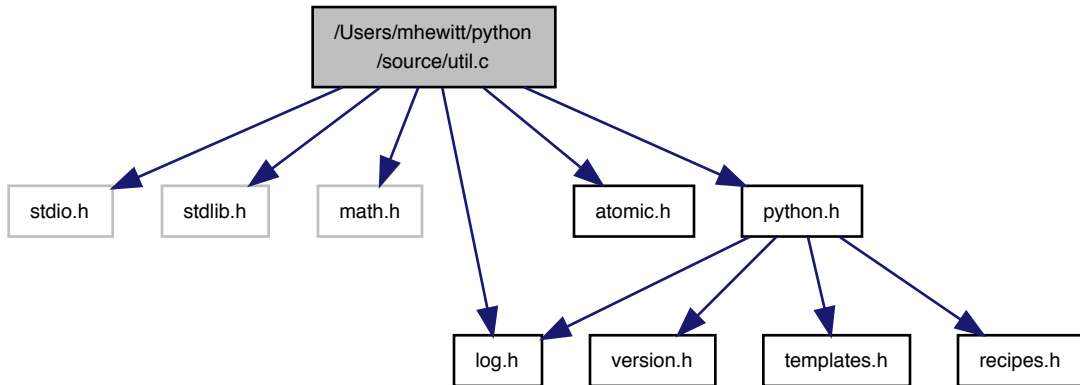 /Users/mhewitt/python
/source/util.c
stdio.h
stdlib.h
math.h
atomic.h
python.h
log.h
version.h
templates.h
recipes.h